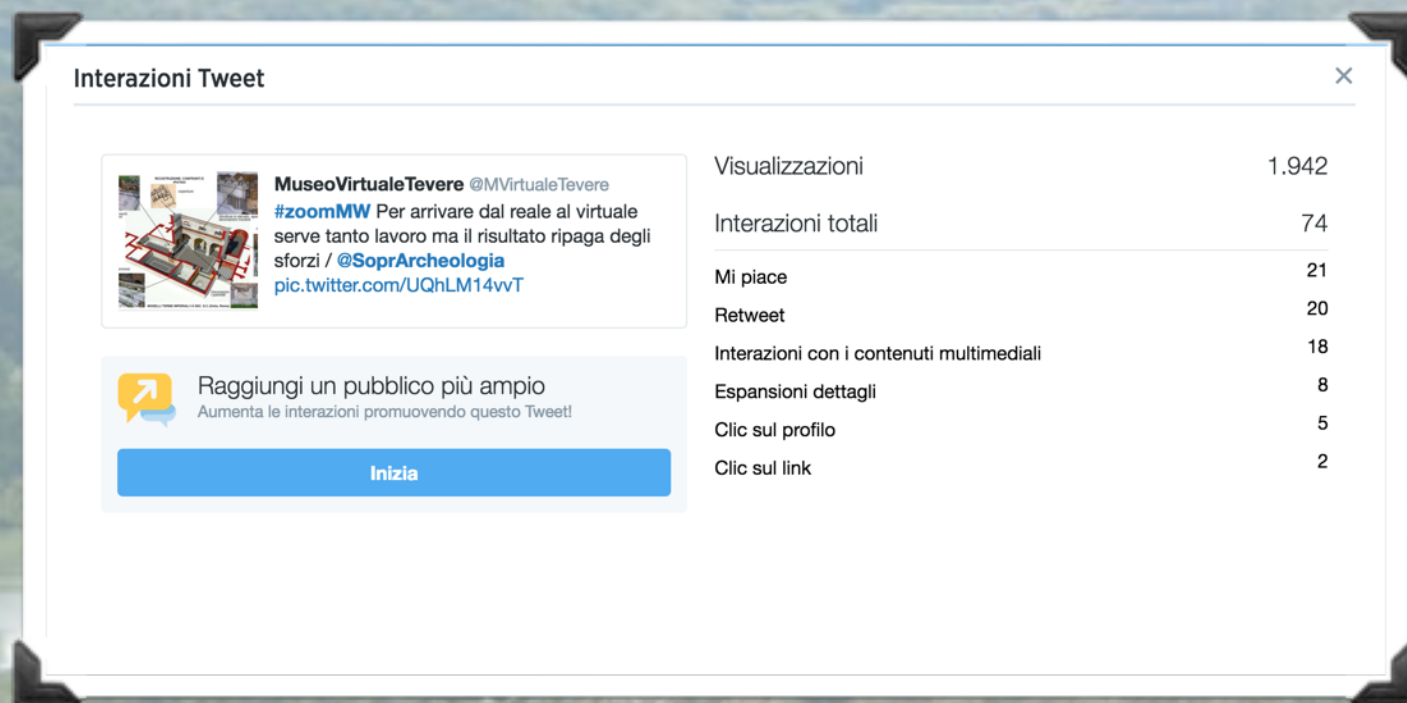 Interazioni Tweet
MuseoVirtualeTevere @MVirtualeTevere
#zoomMW Per arrivare dal reale al virtuale
serve tanto lavoro ma il risultato ripaga degli
sforzi / @SoprArcheologia
pic.twitter.com/UQhLM14vvT
Raggiungi un pubblico più ampio
Aumenta le interazioni promuovendo questo Tweet!
Inizia
Visualizzazioni 1.942
Interazioni totali 74
Mi piace 21
Retweet 20
Interazioni con i contenuti multimediali 18
Espansioni dettagli 8
Clic sul profilo 5
Clic sul link 2